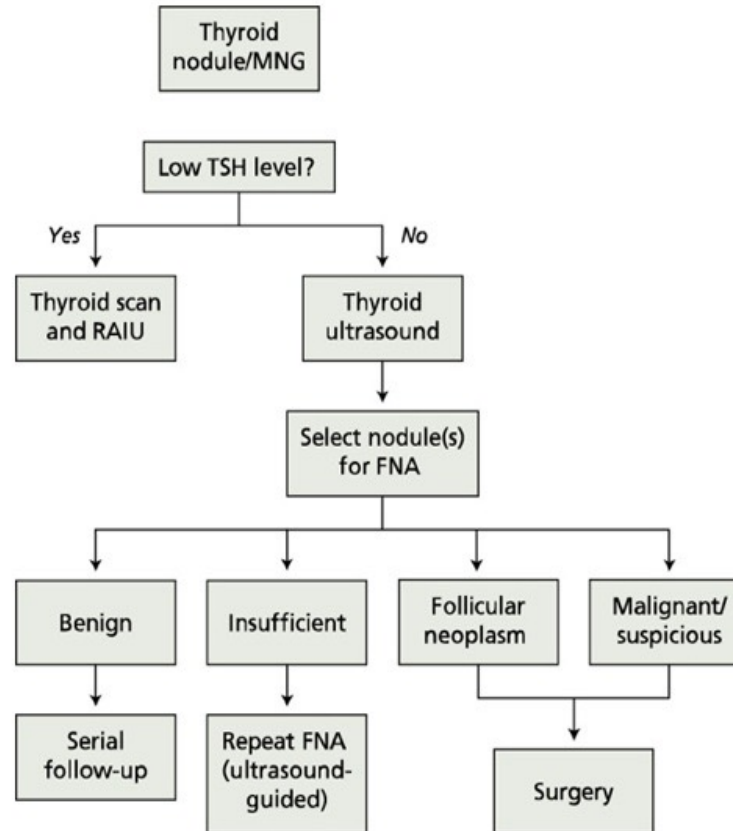 Thyroid
nodule/MNG
Low TSH level?
Yes
No
Thyroid scan
and RAIU
Thyroid
ultrasound
Select nodule(s)
for FNA
Benign
Insufficient
Follicular
neoplasm
Malignant/
suspicious
Serial
follow-up
Repeat FNA
(ultrasound-
guided)
Surgery